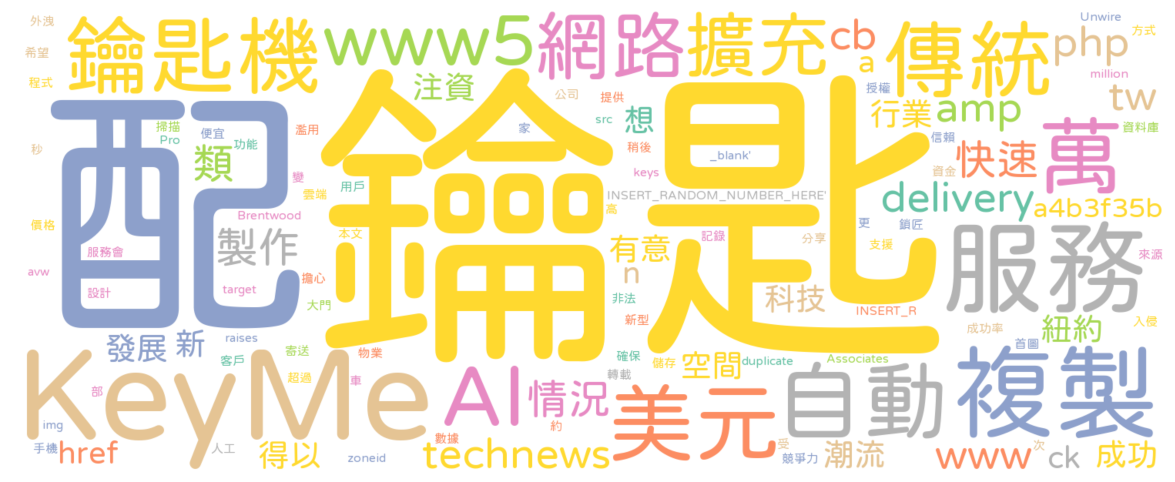 外洩
希望
程式
秒
鑰匙機
www5
網路
擴充
cb
a
傳統
php
Unwire
方式
million
tw
注資
公司
提供
src
想
稍後
授權
行業
amp
信賴
萬
資料庫
配
鑰匙
掃描
Pro
便宜
功能
濫用
家
_blank'
類
變
雲端
用戶
keys
INSERT_RANDOM_NUMBER_HERE'
快速
資金
delivery
a4b3f35b
價格
Brentwood
製作
本文
高
有意
記錄
分享
更
鎖匠
支援
服務
來源
服務會
avw
設計
target
擔心
大門
n
非法
新型
科技
INSERT_R
成功率
紐約
入侵
發展
新
raises
客戶
寄送
物業
確保
轉載
儲存
空間
duplicate
Associates
首圖
KeyMe
部
超過
車
AI
情況
約
美元
自動
複製
img
手機
href
人工
得以
zoneid
數據
technews
受
競爭力
潮流
www
次
ck
成功